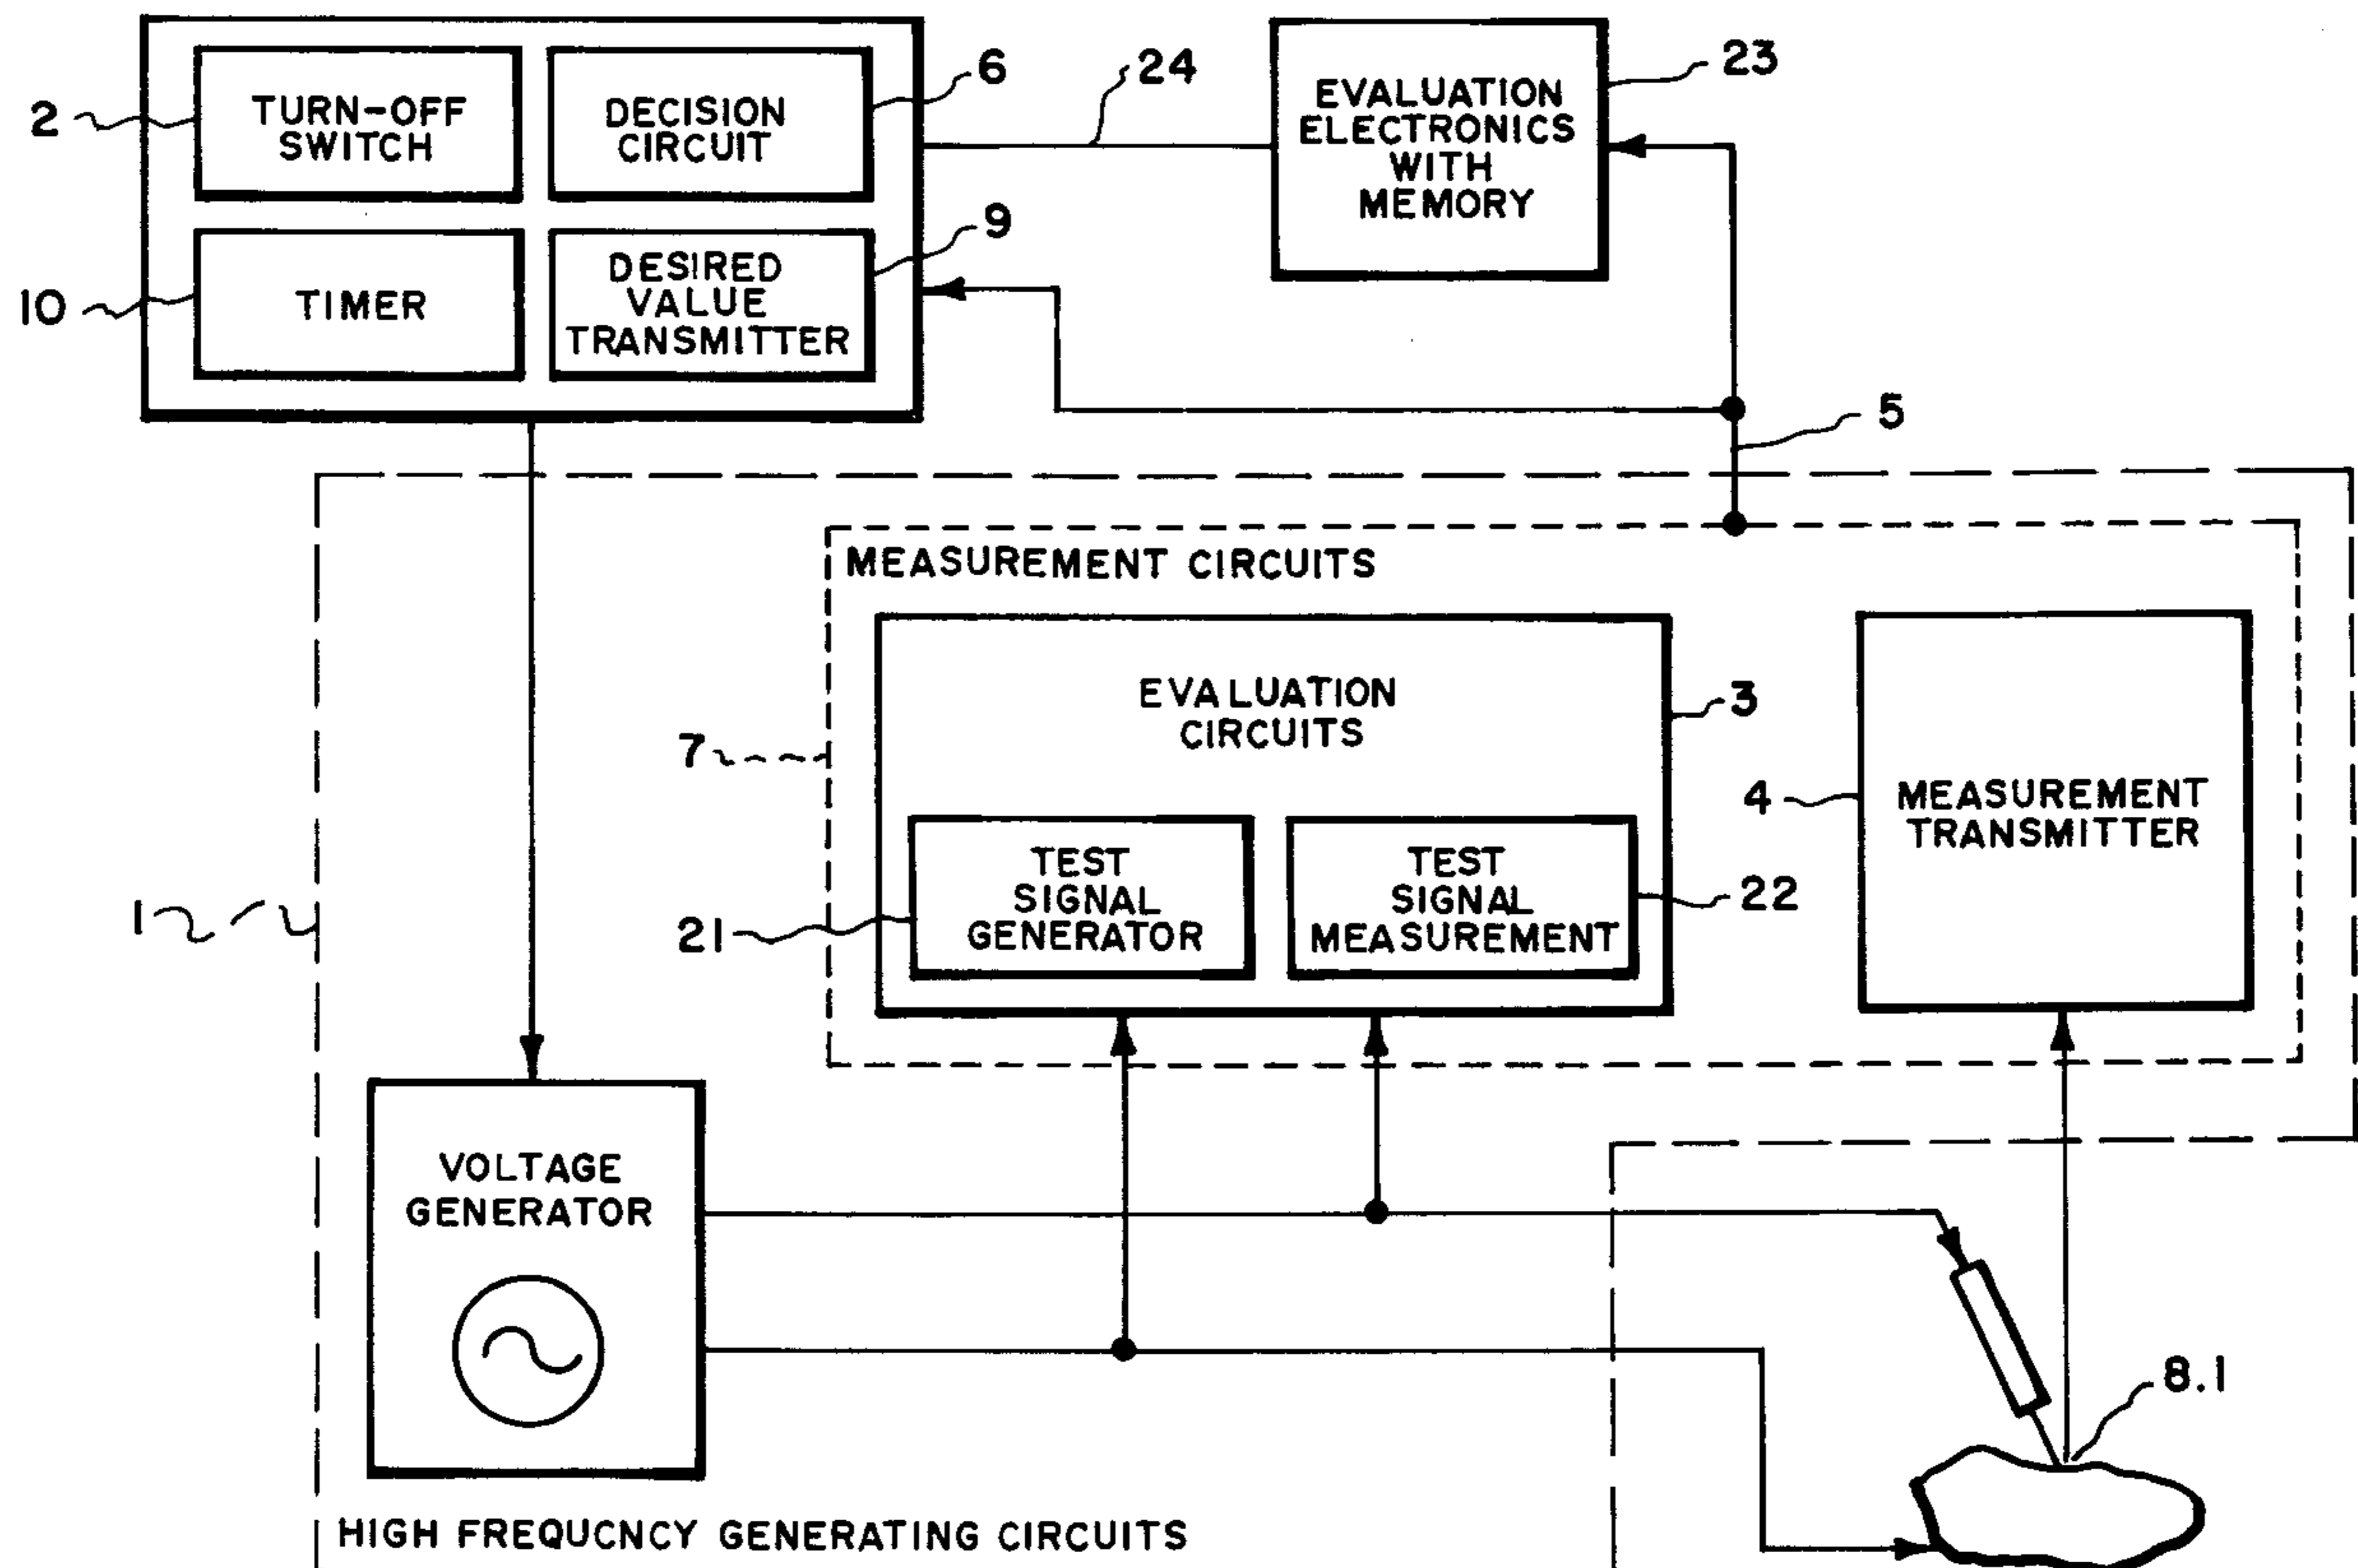 2
TURN-OFF
SWITCH
DECISION
CIRCUIT
6
24
EVALUATION
ELECTRONICS
WITH
MEMORY
23
10
TIMER
DESIRED
VALUE
TRANSMITTER
9
5
MEASUREMENT CIRCUITS
7
EVALUATION
CIRCUITS
3
4
MEASUREMENT
TRANSMITTER
1
21
TEST
SIGNAL
GENERATOR
TEST
SIGNAL
MEASUREMENT
22
VOLTAGE
GENERATOR
8.1
HIGH FREQUCNCY GENERATING CIRCUITS